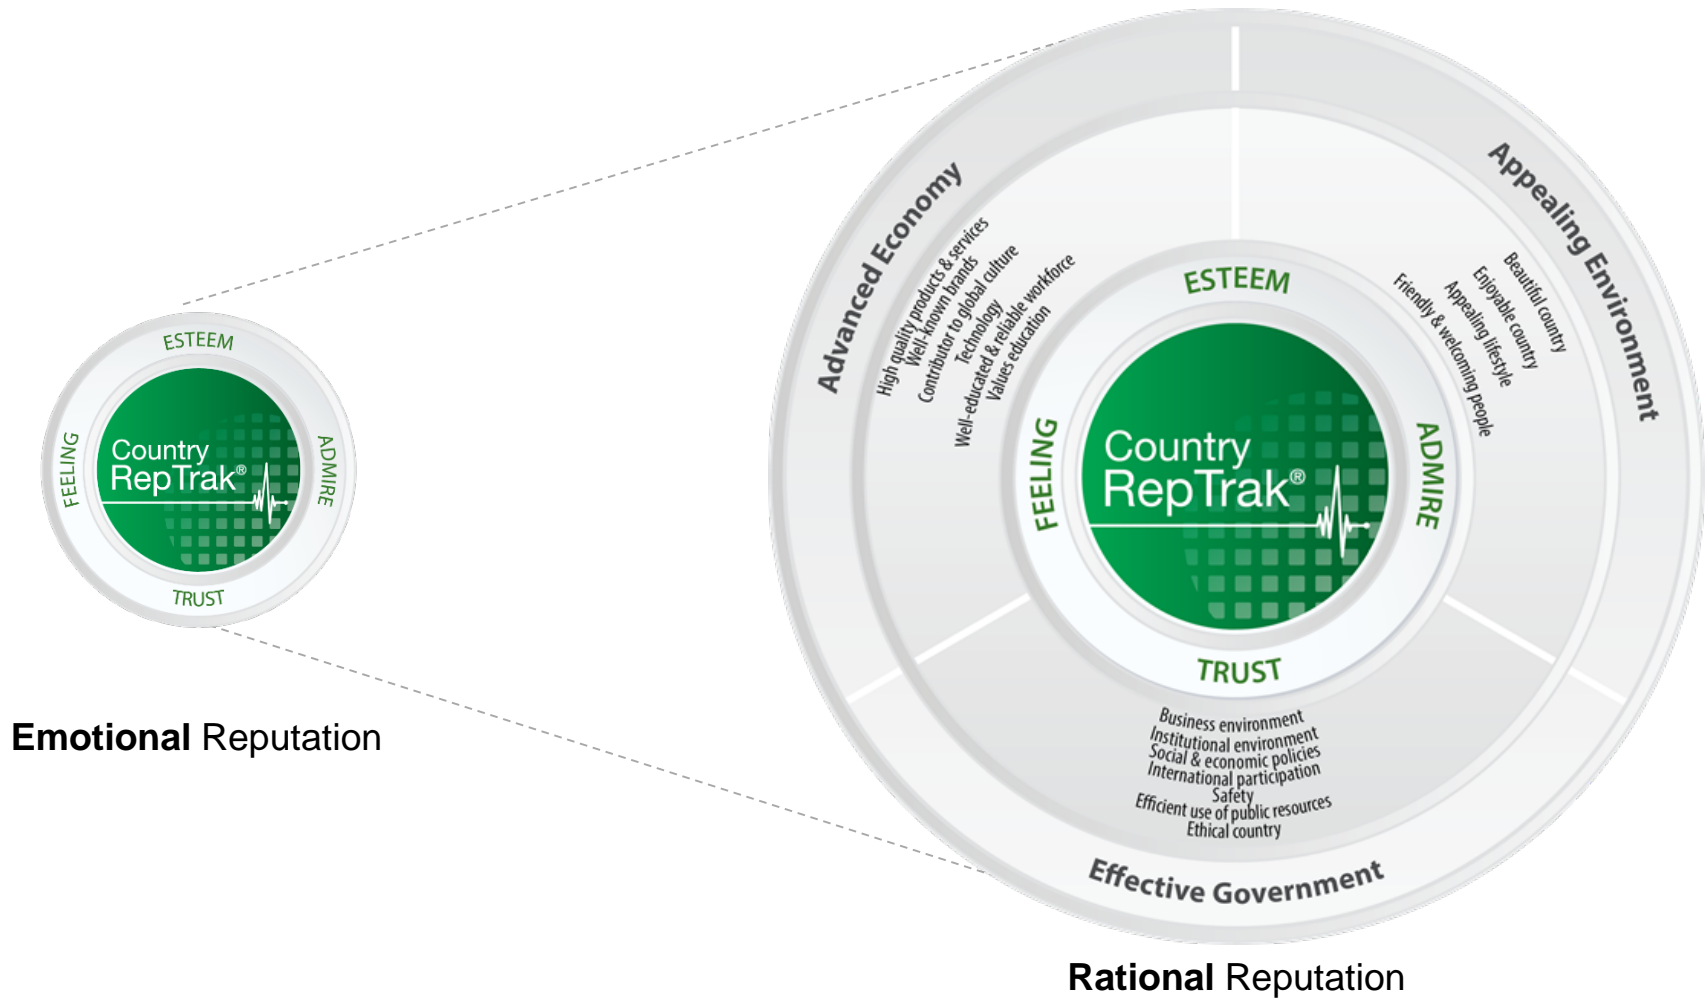 ESTEEM
FEELING
ADMIRE
Country
RepTrak®
TRUST
Emotional Reputation
Advanced Economy
High quality products & services
Well-known brands
Contributor to global culture
Technology
Well-educated & reliable workforce
Values education
Appealing Environment
Beautiful country
Enjoyable country
Appealing lifestyle
Friendly & welcoming people
ESTEEM
FEELING
ADMIRE
Country
RepTrak®
TRUST
Business environment
Institutional environment
Social & economic policies
International participation
Safety
Efficient use of public resources
Ethical country
Effective Government
Rational Reputation